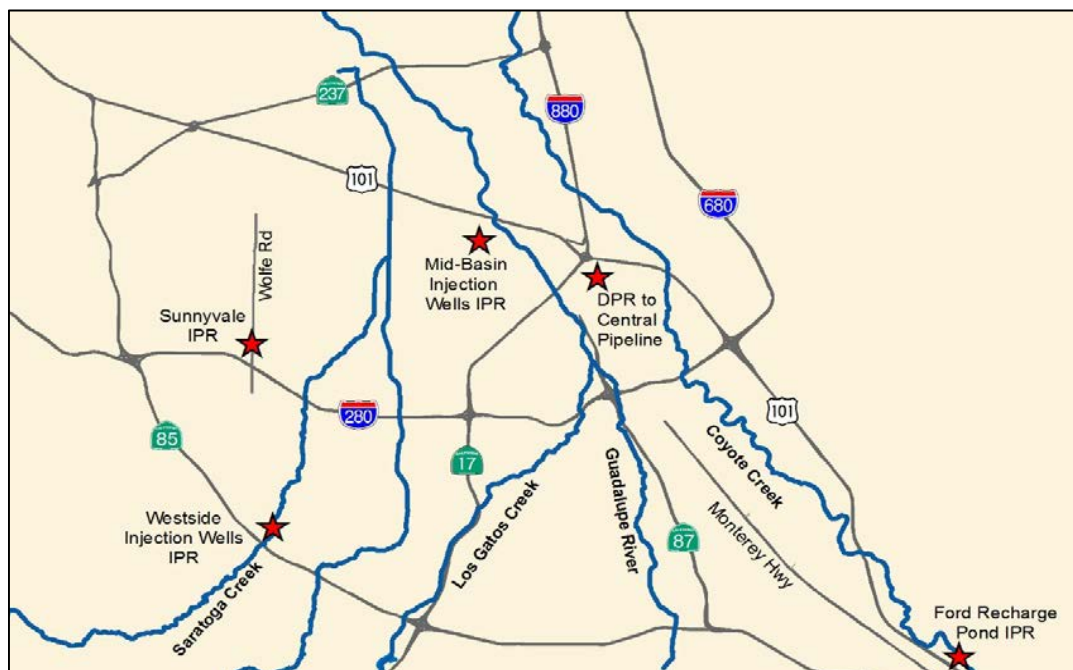 237
880
101
680
Wolfe Rd
Mid-Basin
Injection
Wells IPR
DPR to
Central
Pipeline
Sunnyvale
IPR
280
101
85
17
Coyote Creek
Los Gatos Creek
Guadalupe River
87
Monterey Hwy
Westside
Injection Wells
IPR
Saratoga Creek
Ford Recharge
Pond IPR